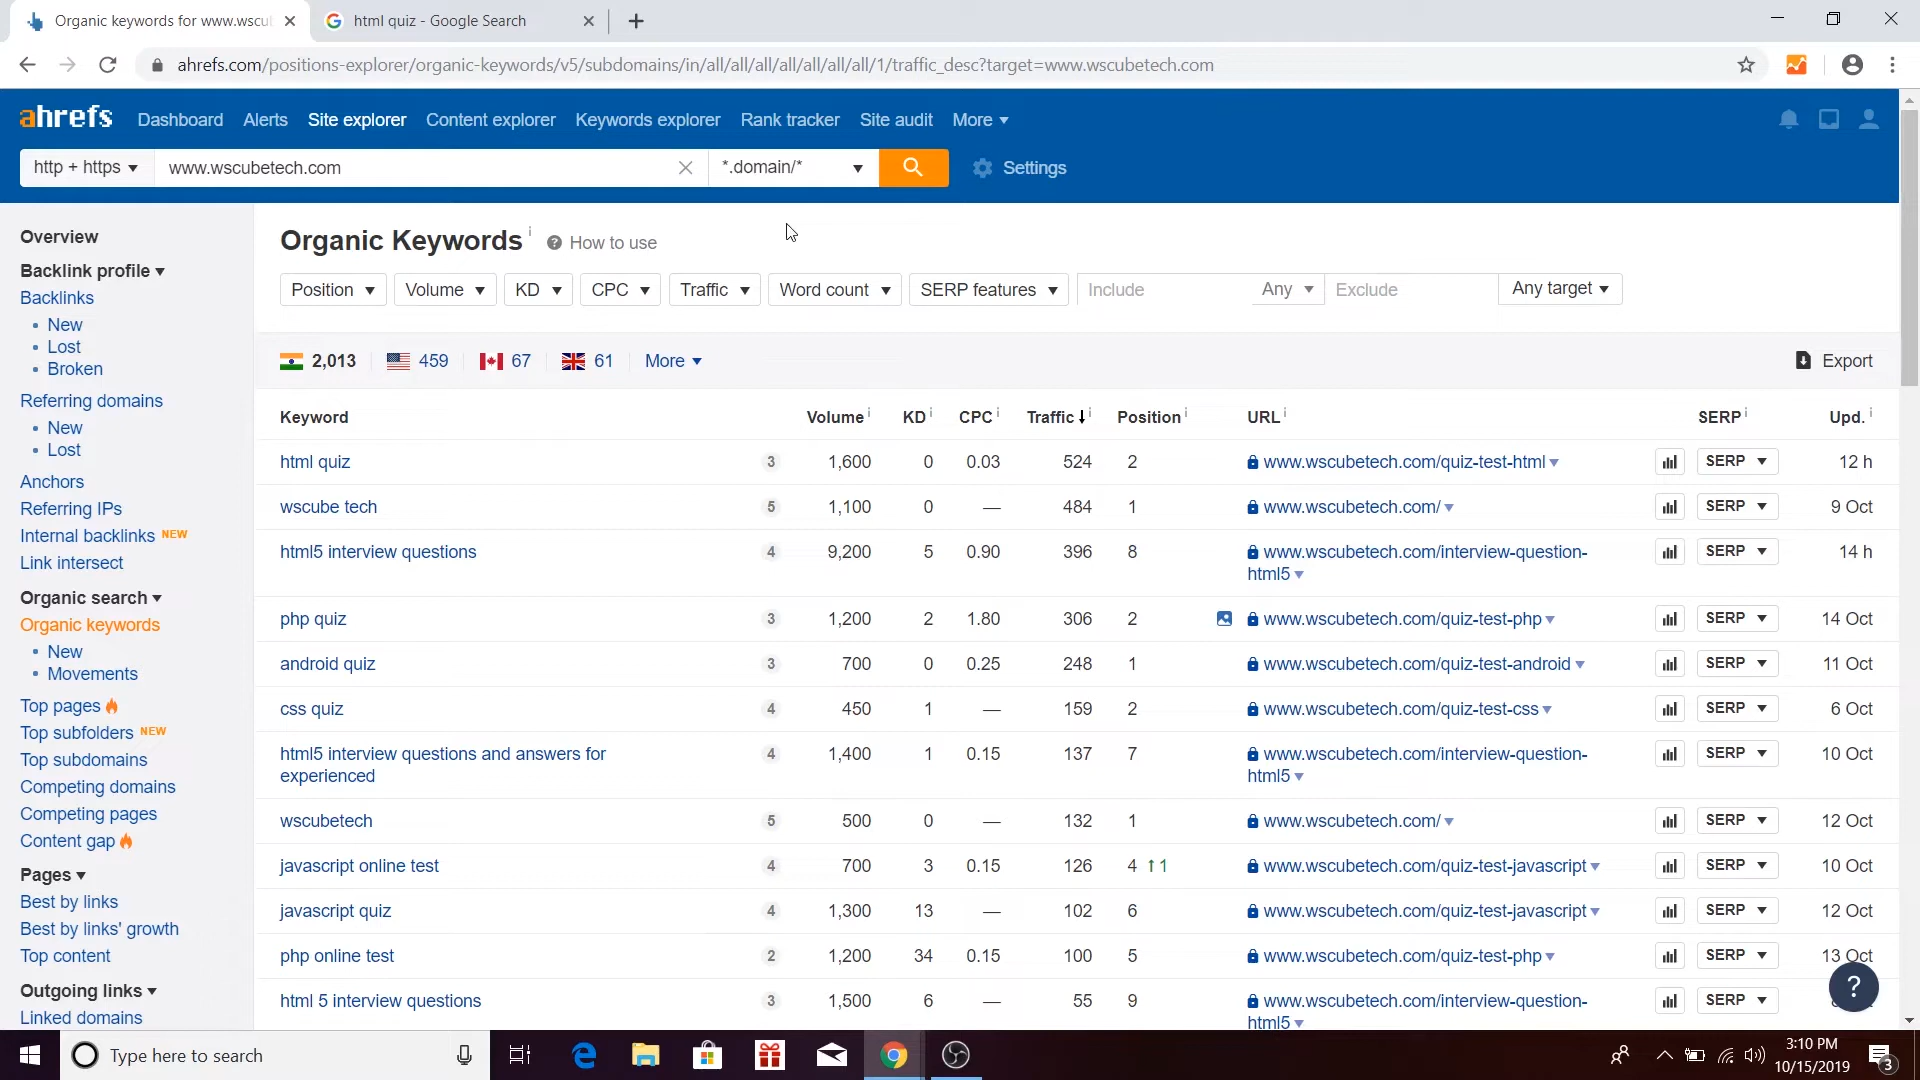 Organic keywords for www.wscu
html quiz - Google Search
ahrefs.com/positions-explorer/organic-keywords/v5/subdomains/in/all/all/all/all/all/all/all/1/traffic_desc?target=www.wscubetech.com
ahrefs Dashboard Alerts Site explorer Content explorer Keywords explorer Rank tracker Site audit More
http + https www.wscubetech.com *.domain/* Settings
Overview
Backlink profile
Backlinks
New
Lost
Broken
Referring domains
New
Lost
Anchors
Referring IPs
Internal backlinks NEW
Link intersect
Organic search
Organic keywords
New
Movements
Top pages
Top subfolders NEW
Top subdomains
Competing domains
Competing pages
Content gap
Pages
Best by links
Best by links' growth
Top content
Outgoing links
Linked domains
Organic Keywords i ? How to use
Position Volume KD CPC Traffic Word count SERP features Include Any Exclude Any target
2,013 459 67 61 More Export
Keyword Volume i KD i CPC i Traffic i Position i URL i SERP i Upd. i
html quiz 3 1,600 0 0.03 524 2 www.wscubetech.com/quiz-test-html SERP 12 h
wscube tech 5 1,100 0 — 484 1 www.wscubetech.com/ SERP 9 Oct
html5 interview questions 4 9,200 5 0.90 396 8 www.wscubetech.com/interview-question- SERP 14 h
html5
php quiz 3 1,200 2 1.80 306 2 www.wscubetech.com/quiz-test-php SERP 14 Oct
android quiz 3 700 0 0.25 248 1 www.wscubetech.com/quiz-test-android SERP 11 Oct
css quiz 4 450 1 — 159 2 www.wscubetech.com/quiz-test-css SERP 6 Oct
html5 interview questions and answers for 4 1,400 1 0.15 137 7 www.wscubetech.com/interview-question- SERP 10 Oct
experienced html5
wscubetech 5 500 0 — 132 1 www.wscubetech.com/ SERP 12 Oct
javascript online test 4 700 3 0.15 126 4 ↑1 www.wscubetech.com/quiz-test-javascript SERP 10 Oct
javascript quiz 4 1,300 13 — 102 6 www.wscubetech.com/quiz-test-javascript SERP 12 Oct
php online test 2 1,200 34 0.15 100 5 www.wscubetech.com/quiz-test-php SERP 13 Oct
html 5 interview questions 3 1,500 6 — 55 9 www.wscubetech.com/interview-question- SERP
html5
?
Type here to search
3:10 PM
10/15/2019
3